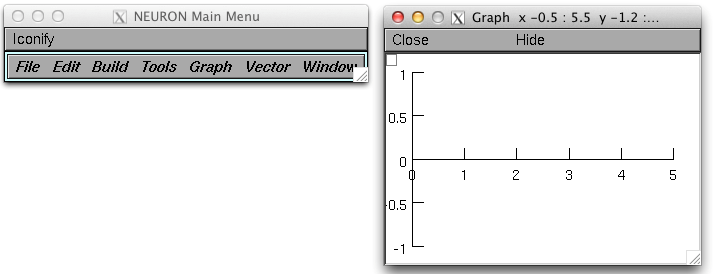 NEURON Main Menu
Iconify
File Edit Build Tools Graph Vector Window
Graph x -0.5 : 5.5 y -1.2 :...
Close Hide
1
0.5
0
-0.5
-1
0 1 2 3 4 5